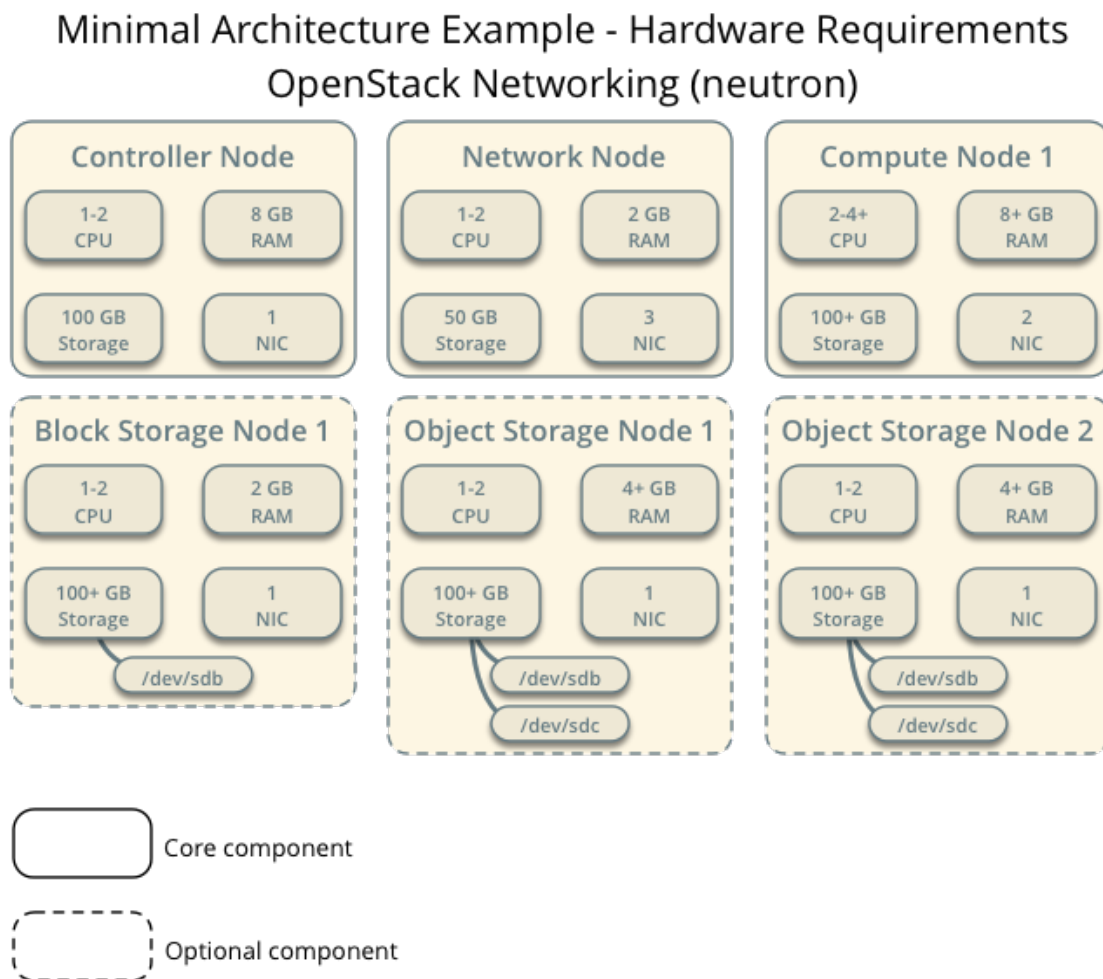 Minimal Architecture Example - Hardware Requirements
OpenStack Networking (neutron)
Controller Node
1-2
CPU
8 GB
RAM
100 GB
Storage
1
NIC
Network Node
1-2
CPU
2 GB
RAM
50 GB
Storage
3
NIC
Compute Node 1
2-4+
CPU
8+ GB
RAM
100+ GB
Storage
2
NIC
Block Storage Node 1
1-2
CPU
2 GB
RAM
100+ GB
Storage
1
NIC
/dev/sdb
Object Storage Node 1
1-2
CPU
4+ GB
RAM
100+ GB
Storage
1
NIC
/dev/sdb
/dev/sdc
Object Storage Node 2
1-2
CPU
4+ GB
RAM
100+ GB
Storage
1
NIC
/dev/sdb
/dev/sdc
Core component
Optional component